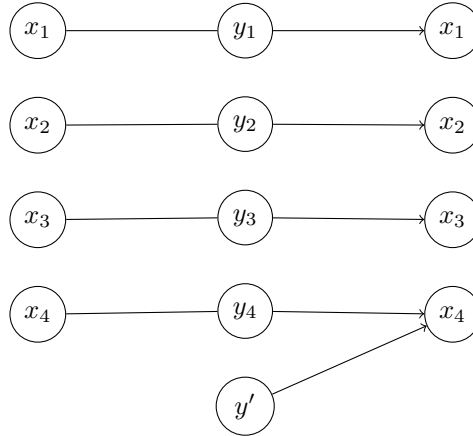 x₁ y₁ x₁
x₂ y₂ x₂
x₃ y₃ x₃
x₄ y₄ x₄
y′